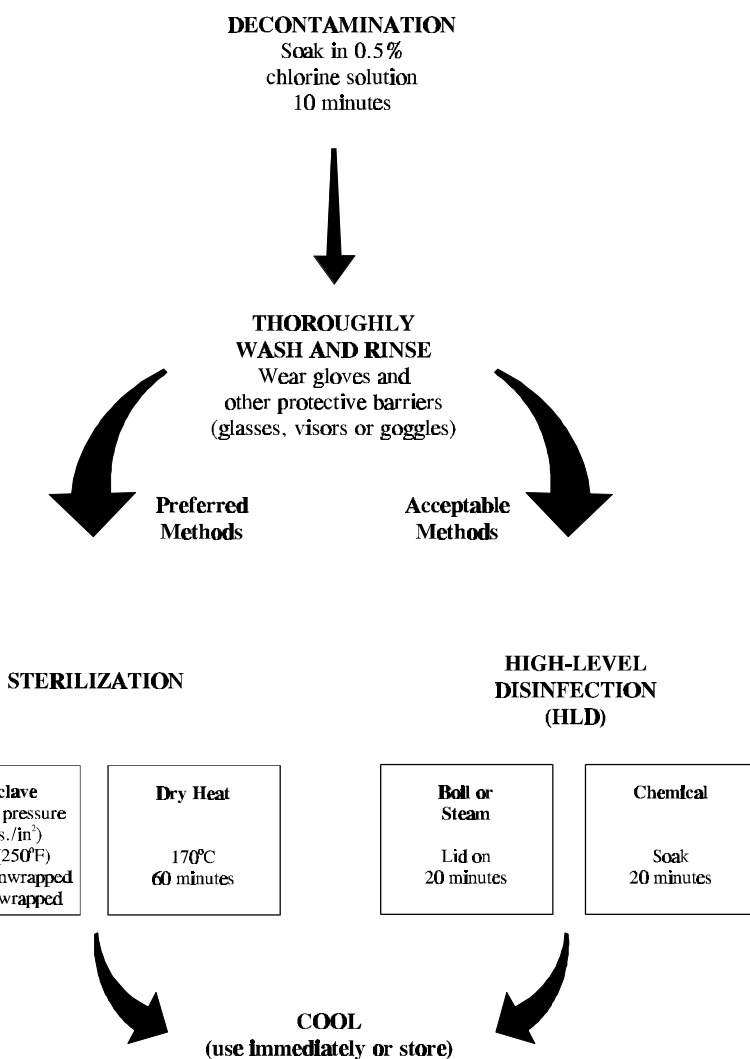 DECONTAMINATION
Soak in 0.5%
chlorine solution
10 minutes
THOROUGHLY
WASH AND RINSE
Wear gloves and
other protective barriers
(glasses, visors or goggles)
Preferred
Methods
Acceptable
Methods
STERILIZATION
HIGH-LEVEL
DISINFECTION
(HLD)
clave
pressure
s./in²)
(250°F)
nwrapped
wrapped
Dry Heat
170°C
60 minutes
Boil or
Steam
Lid on
20 minutes
Chemical
Soak
20 minutes
COOL
(use immediately or store)